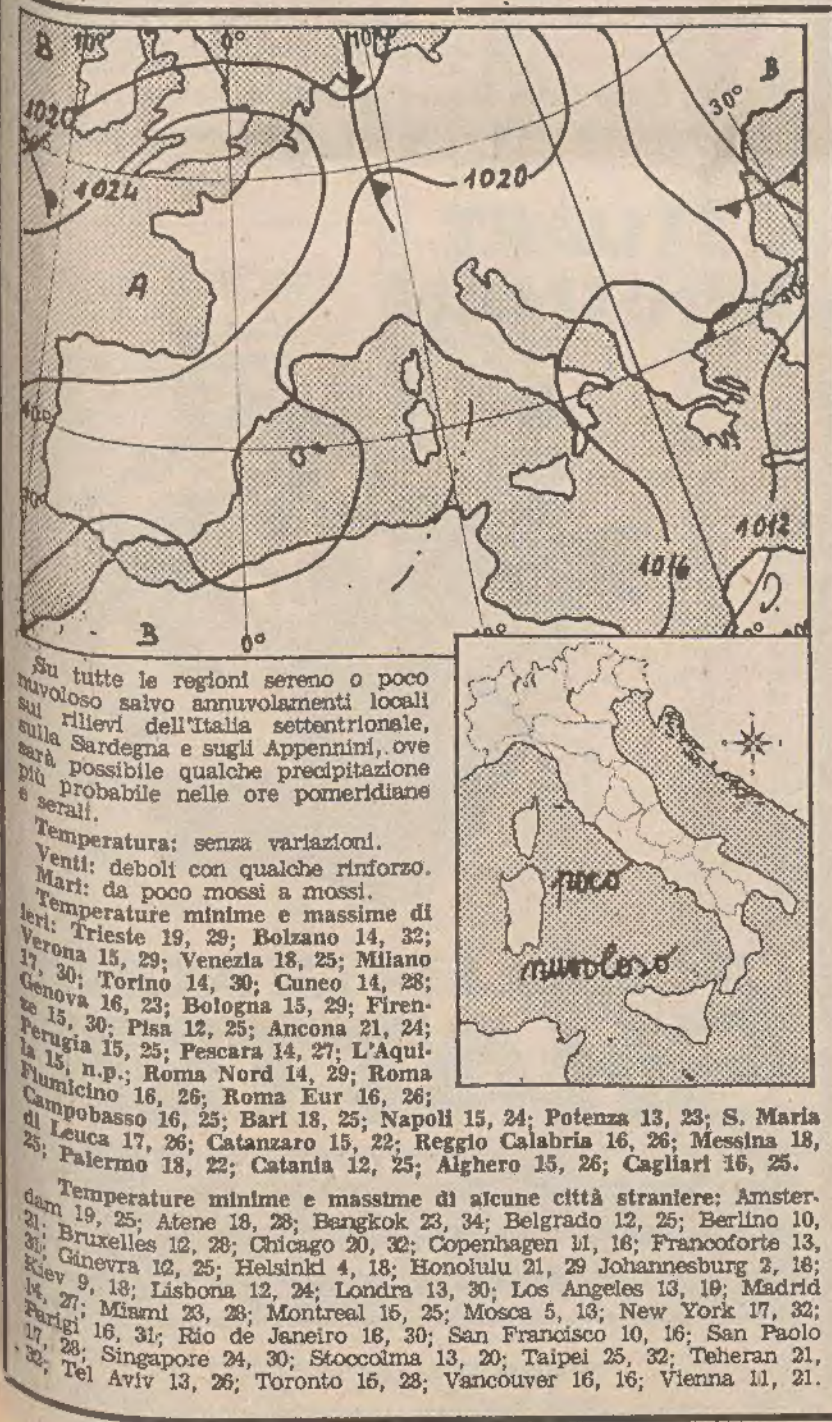 B 10° 0° 10° B
1020
30°
1024
1020
A
40°
40°
1012
1016
B 0°
Su tutte le regioni sereno o poco
nuvoloso salvo annuvolamenti locali
sui rilievi dell'Italia settentrionale,
sulla Sardegna e sugli Appennini, ove
sarà possibile qualche precipitazione
più probabile nelle ore pomeridiane
e serali.
Temperatura: senza variazioni.
Venti: deboli con qualche rinforzo.
Mari: da poco mossi a mossi.
Temperature minime e massime di
ieri: Trieste 19, 29; Bolzano 14, 32;
Verona 15, 29; Venezia 18, 25; Milano
17, 30; Torino 14, 30; Cuneo 14, 28;
Genova 16, 23; Bologna 15, 29; Firen-
ze 15, 30; Pisa 12, 25; Ancona 21, 24;
Perugia 15, 25; Pescara 14, 27; L'Aqui-
la 15, n.p.; Roma Nord 14, 29; Roma
Fiumicino 16, 26; Roma Eur 16, 26;
poco
nuvoloso
Campobasso 16, 25; Bari 18, 25; Napoli 15, 24; Potenza 13, 23; S. Maria
di Leuca 17, 26; Catanzaro 15, 22; Reggio Calabria 16, 26; Messina 18,
25; Palermo 18, 22; Catania 12, 25; Alghero 15, 26; Cagliari 16, 25.
Temperature minime e massime di alcune città straniere: Amster-
dam 19, 25; Atene 18, 28; Bangkok 23, 34; Belgrado 12, 25; Berlino 10,
21; Bruxelles 12, 28; Chicago 20, 32; Copenhagen 11, 16; Francoforte 13,
31; Ginevra 12, 25; Helsinki 4, 18; Honolulu 21, 29 Johannesburg 2, 18;
Kiev 9, 18; Lisbona 12, 24; Londra 13, 30; Los Angeles 13, 19; Madrid
14, 27; Miami 23, 28; Montreal 15, 25; Mosca 5, 13; New York 17, 32;
Parigi 16, 31; Rio de Janeiro 18, 30; San Francisco 10, 16; San Paolo
17, 28; Singapore 24, 30; Stoccolma 13, 20; Taipei 25, 32; Teheran 21,
32; Tel Aviv 13, 26; Toronto 15, 28; Vancouver 16, 16; Vienna 11, 21.